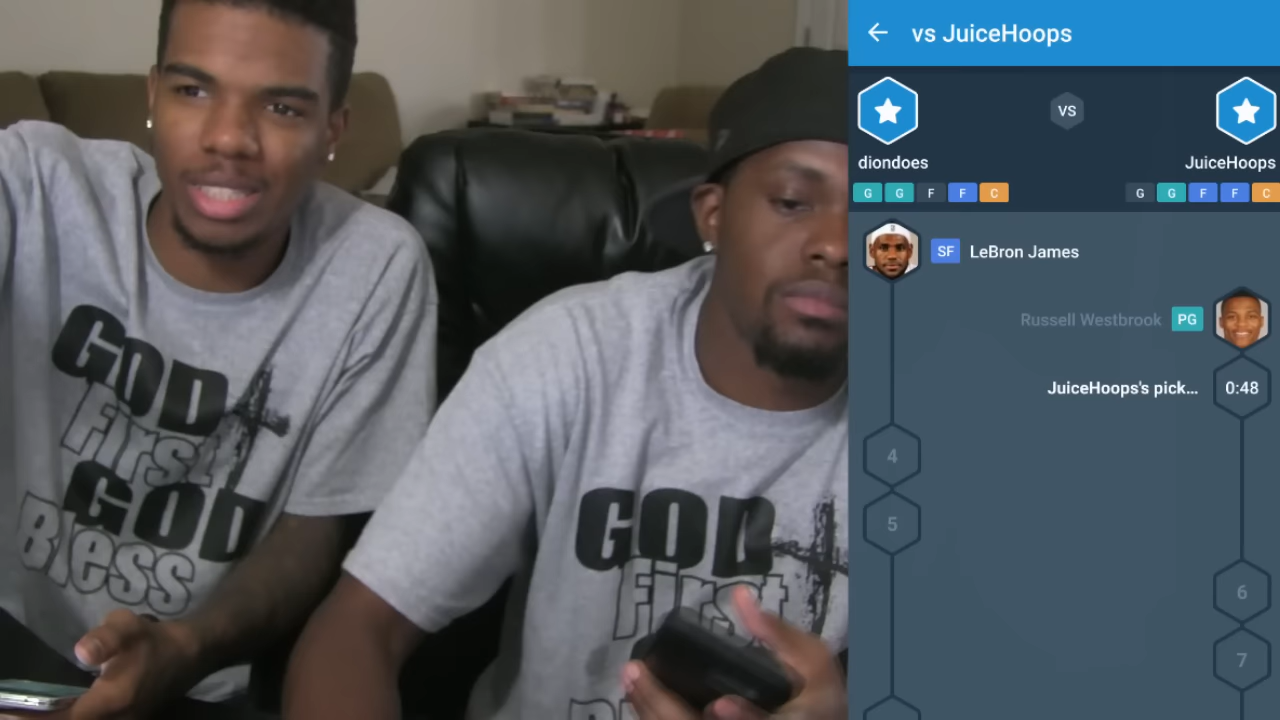 GOD
First
GOD
Bless
GOD
First
vs JuiceHoops
VS
diondoes
JuiceHoops
G G F F C
G G F F C
SF LeBron James
Russell Westbrook PG
JuiceHoops's pick... 0:48
4
5
6
7